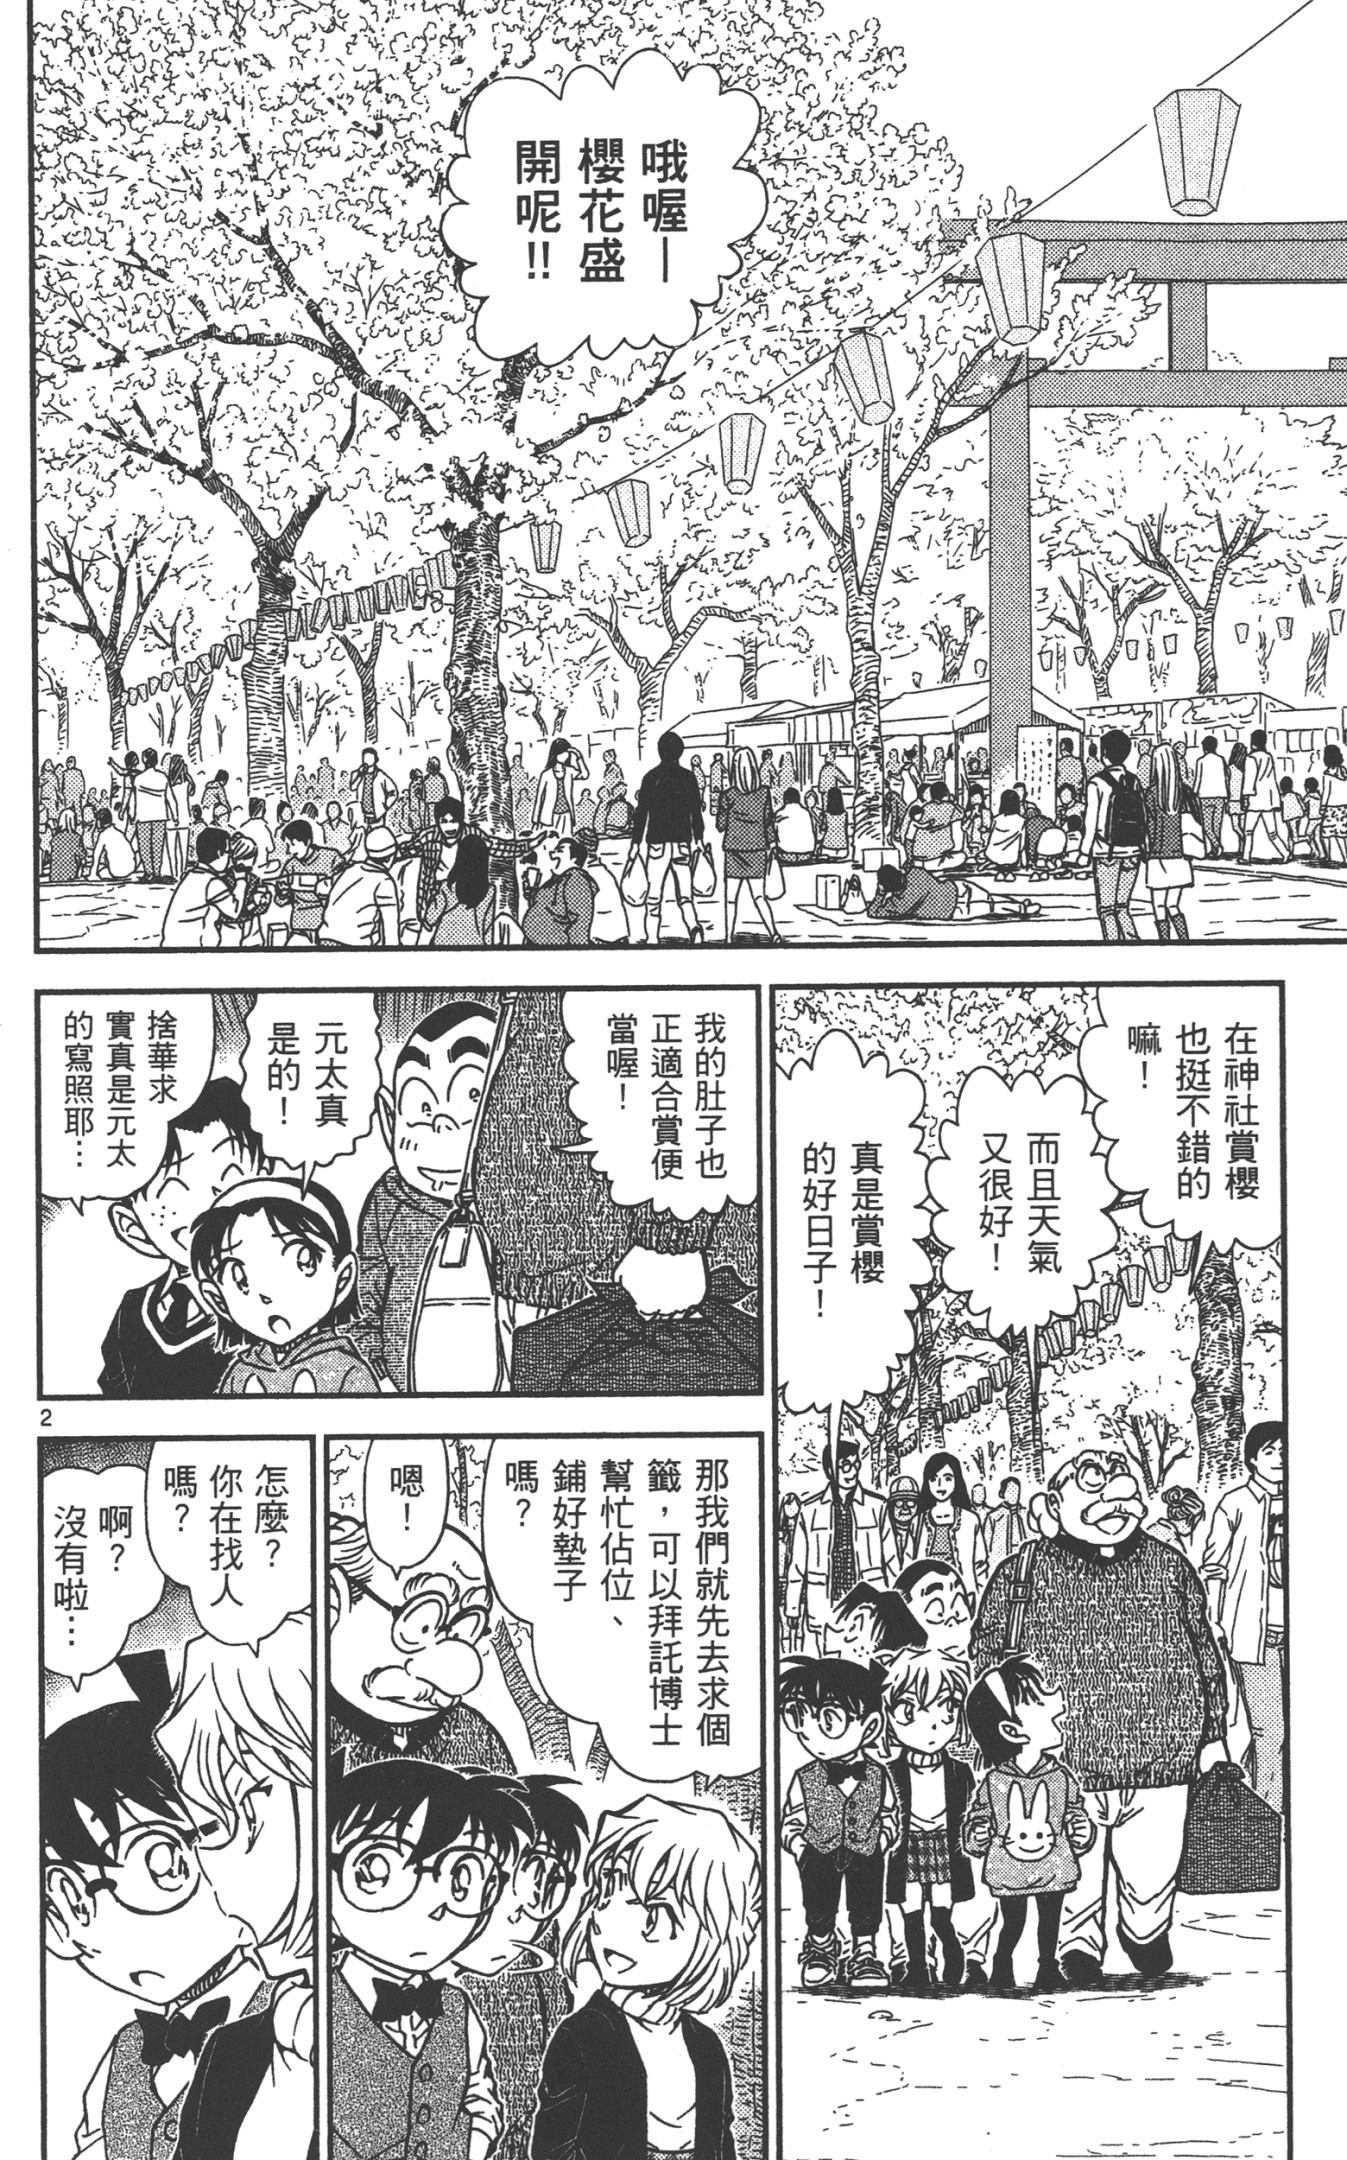 哦喔—
櫻花盛
開呢!!
在神社賞櫻
也挺不錯的
嘛！
而且天氣
又很好！
真是賞櫻
的好日子！
我的肚子也
正適合賞便
當喔！
元太真
是的！
捨華求
實真是元太
的寫照耶…
2
那我們就先去求個
籤，可以拜託博士
幫忙佔位、
鋪好墊子
嗎？
嗯！
怎麼？
你在找人
嗎？
啊？
沒有啦…